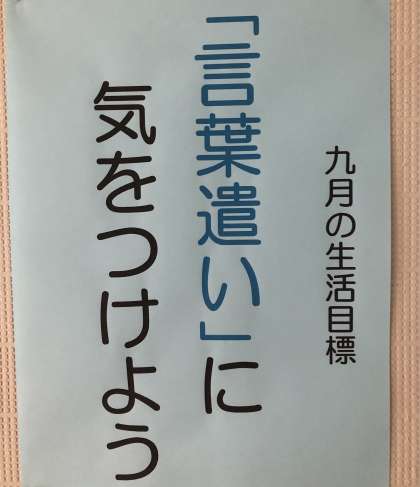 九月の生活目標
「言葉遣い」に
気をつけよう